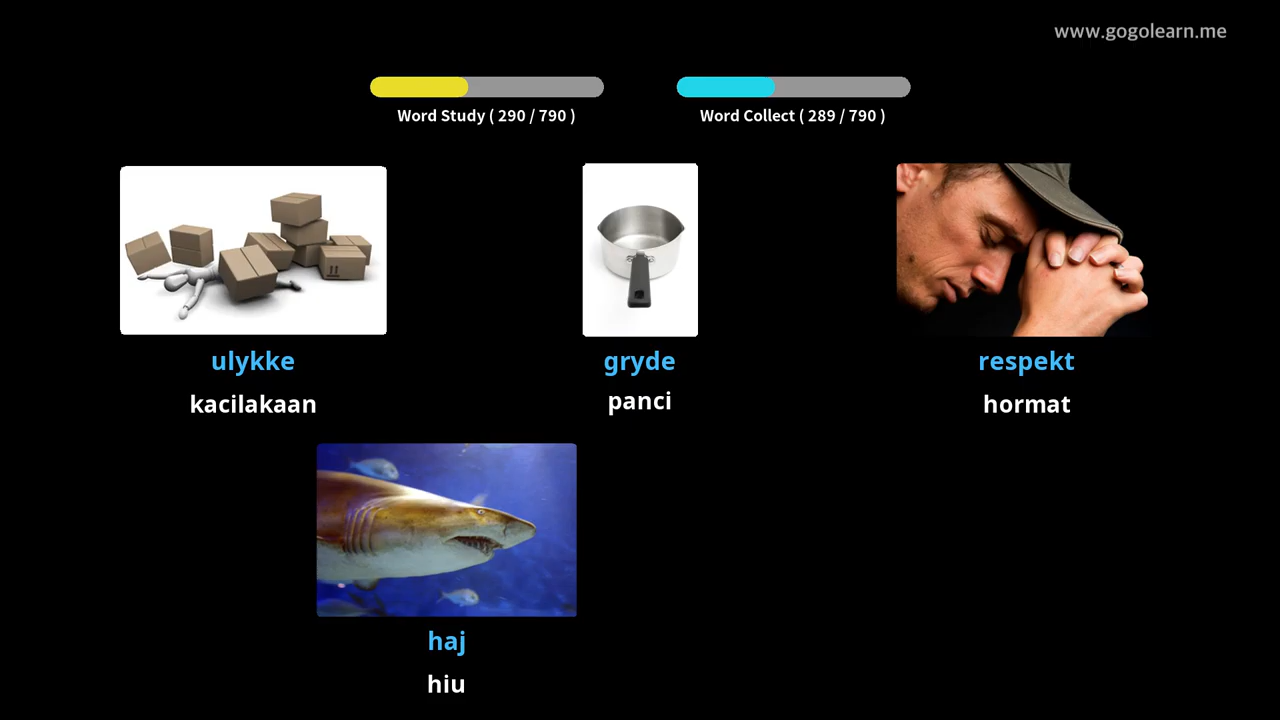 www.gogolearn.me
Word Study ( 290 / 790 )
Word Collect ( 289 / 790 )
ulykke
kacilakaan
gryde
panci
respekt
hormat
haj
hiu